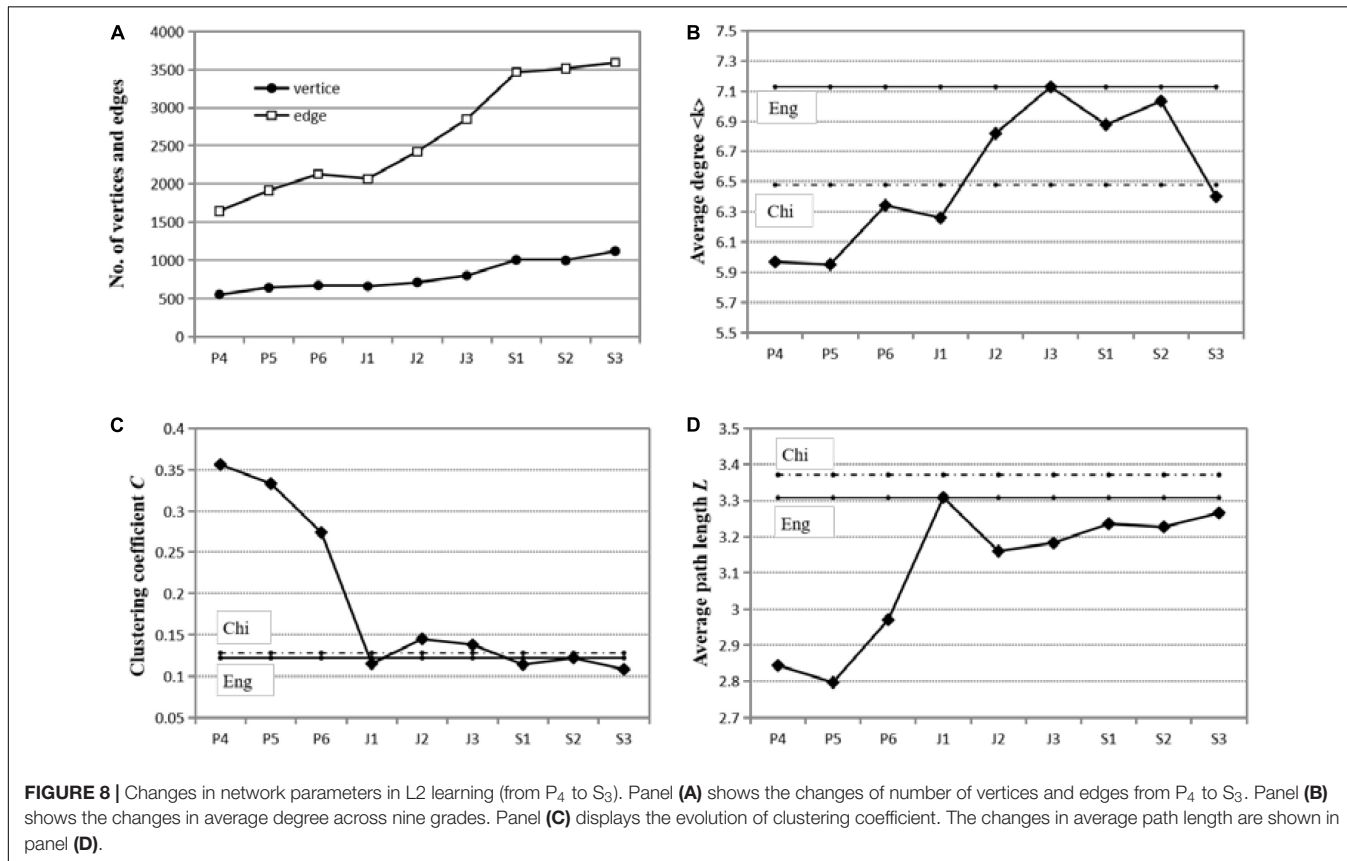 A
No. of vertices and edges
4000
3500
3000
2500
2000
1500
1000
500
0
vertice
edge
P4 P5 P6 J1 J2 J3 S1 S2 S3
B
Average degree <k>
7.5
7.3
7.1
6.9
6.7
6.5
6.3
6.1
5.9
5.7
5.5
Eng
Chi
P4 P5 P6 J1 J2 J3 S1 S2 S3
C
Clustering coefficient C
0.4
0.35
0.3
0.25
0.2
0.15
0.1
0.05
Chi
Eng
P4 P5 P6 J1 J2 J3 S1 S2 S3
D
Average path length L
3.5
3.4
3.3
3.2
3.1
3
2.9
2.8
2.7
Chi
Eng
P4 P5 P6 J1 J2 J3 S1 S2 S3
FIGURE 8 | Changes in network parameters in L2 learning (from P4 to S3). Panel (A) shows the changes of number of vertices and edges from P4 to S3. Panel (B)
shows the changes in average degree across nine grades. Panel (C) displays the evolution of clustering coefficient. The changes in average path length are shown in
panel (D).